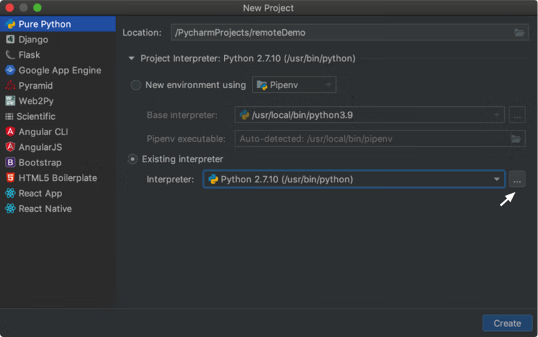 New Project
Pure Python
Django
Flask
Google App Engine
Pyramid
Web2Py
Scientific
Angular CLI
AngularJS
Bootstrap
HTML5 Boilerplate
React App
React Native
Location: /PycharmProjects/remoteDemo
Project Interpreter: Python 2.7.10 (/usr/bin/python)
New environment using Pipenv
Base interpreter: /usr/local/bin/python3.9 ...
Pipenv executable: Auto-detected: /usr/local/bin/pipenv
Existing interpreter
Interpreter: Python 2.7.10 (/usr/bin/python) ...
Create